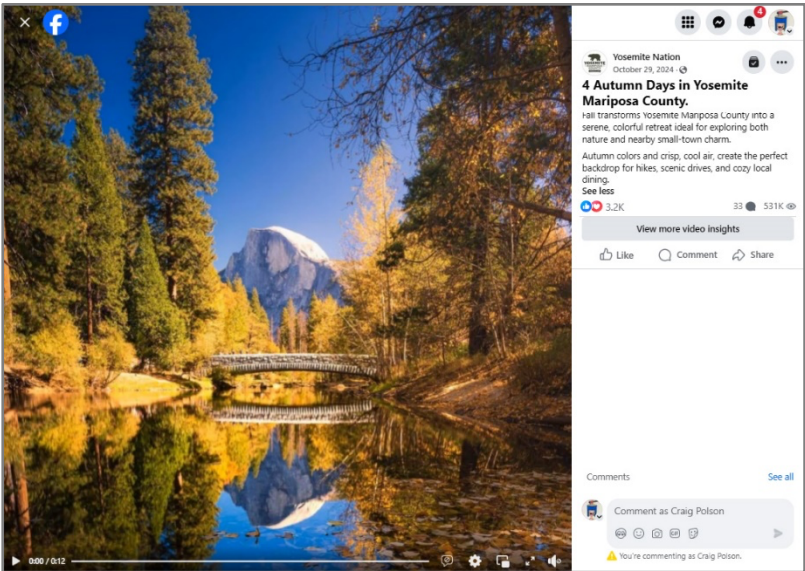 4
Yosemite Nation
October 29, 2024 ·
4 Autumn Days in Yosemite
Mariposa County.
Fall transforms Yosemite Mariposa County into a
serene, colorful retreat ideal for exploring both
nature and nearby small-town charm.
Autumn colors and crisp, cool air, create the perfect
backdrop for hikes, scenic drives, and cozy local
dining.
See less
3.2K 33 531K
View more video insights
Like Comment Share
Comments See all
Comment as Craig Polson
GIF
You're commenting as Craig Polson.
0:00 / 0:12